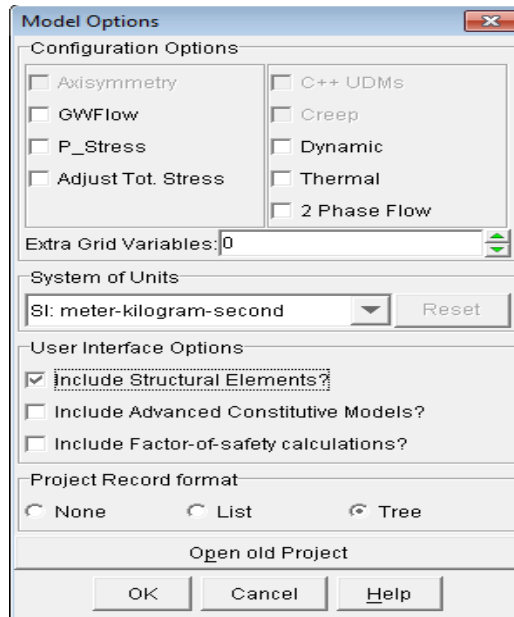 Model Options
Configuration Options
Axisymmetry
GWFlow
P_Stress
Adjust Tot. Stress
C++ UDMs
Creep
Dynamic
Thermal
2 Phase Flow
Extra Grid Variables: 0
System of Units
SI: meter-kilogram-second
Reset
User Interface Options
Include Structural Elements?
Include Advanced Constitutive Models?
Include Factor-of-safety calculations?
Project Record format
None List Tree
Open old Project
OK Cancel Help